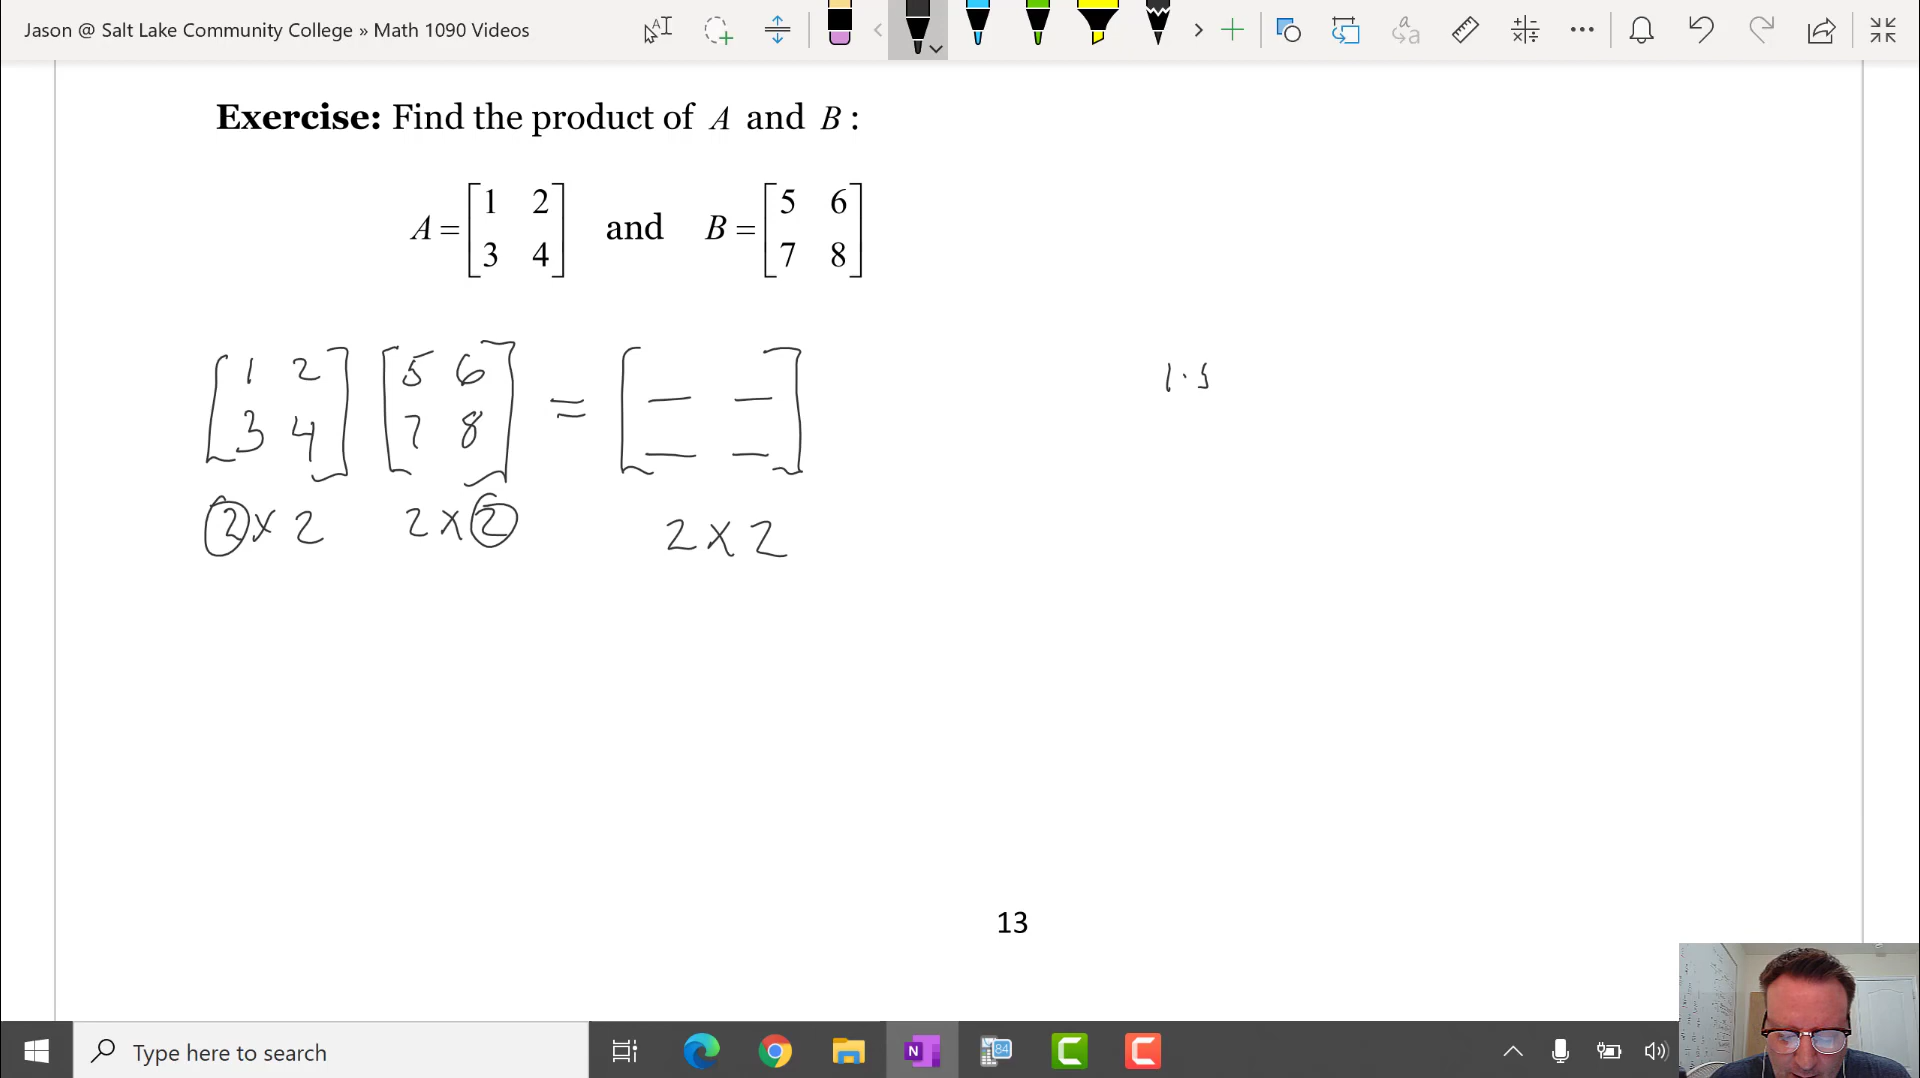 Jason @ Salt Lake Community College » Math 1090 Videos
Exercise: Find the product of A and B :
A = [1 2
3 4] and B = [5 6
7 8]
[1 2
3 4] [5 6
7 8] = [_ _
_ _]
1 · 5
2 × 2 2 × 2 2 × 2
13
Type here to search
N
84
C
C